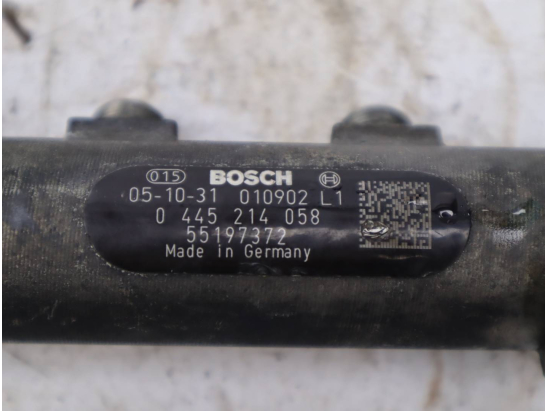 015 BOSCH
05-10-31 010902 L1
0 445 214 058
55197372
Made in Germany